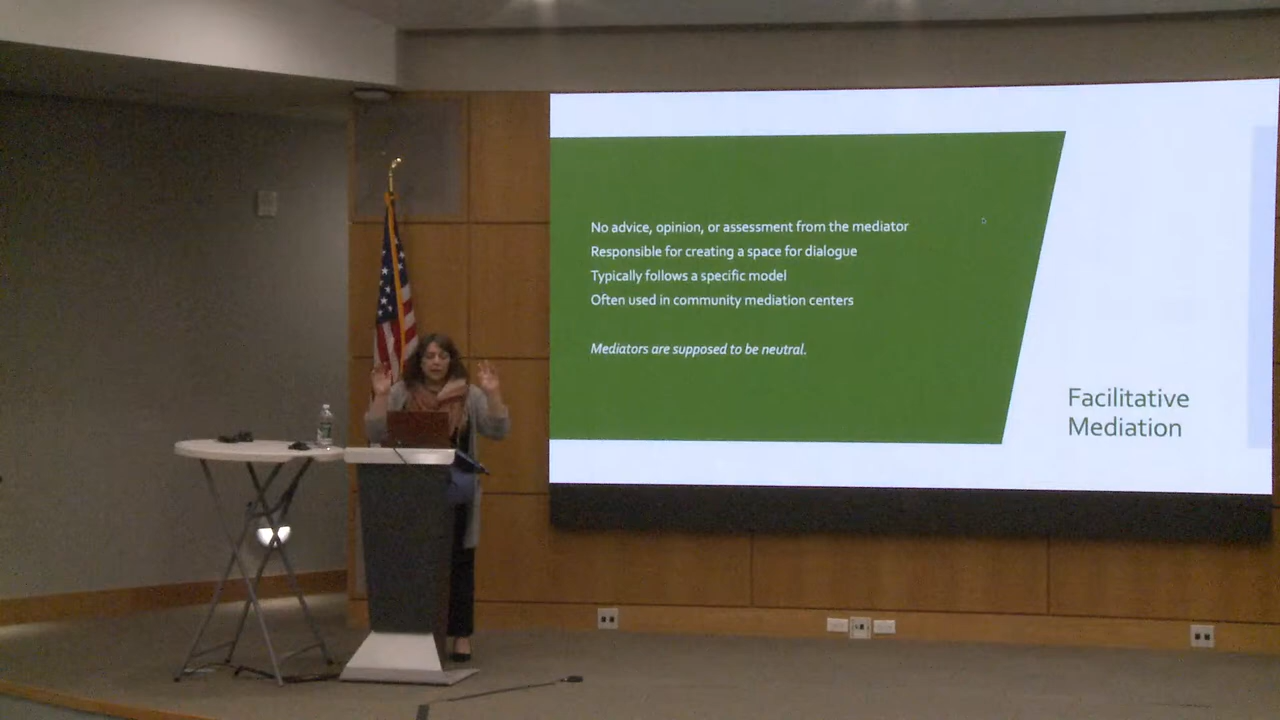 No advice, opinion, or assessment from the mediator
Responsible for creating a space for dialogue
Typically follows a specific model
Often used in community mediation centers
Mediators are supposed to be neutral.
Facilitative
Mediation